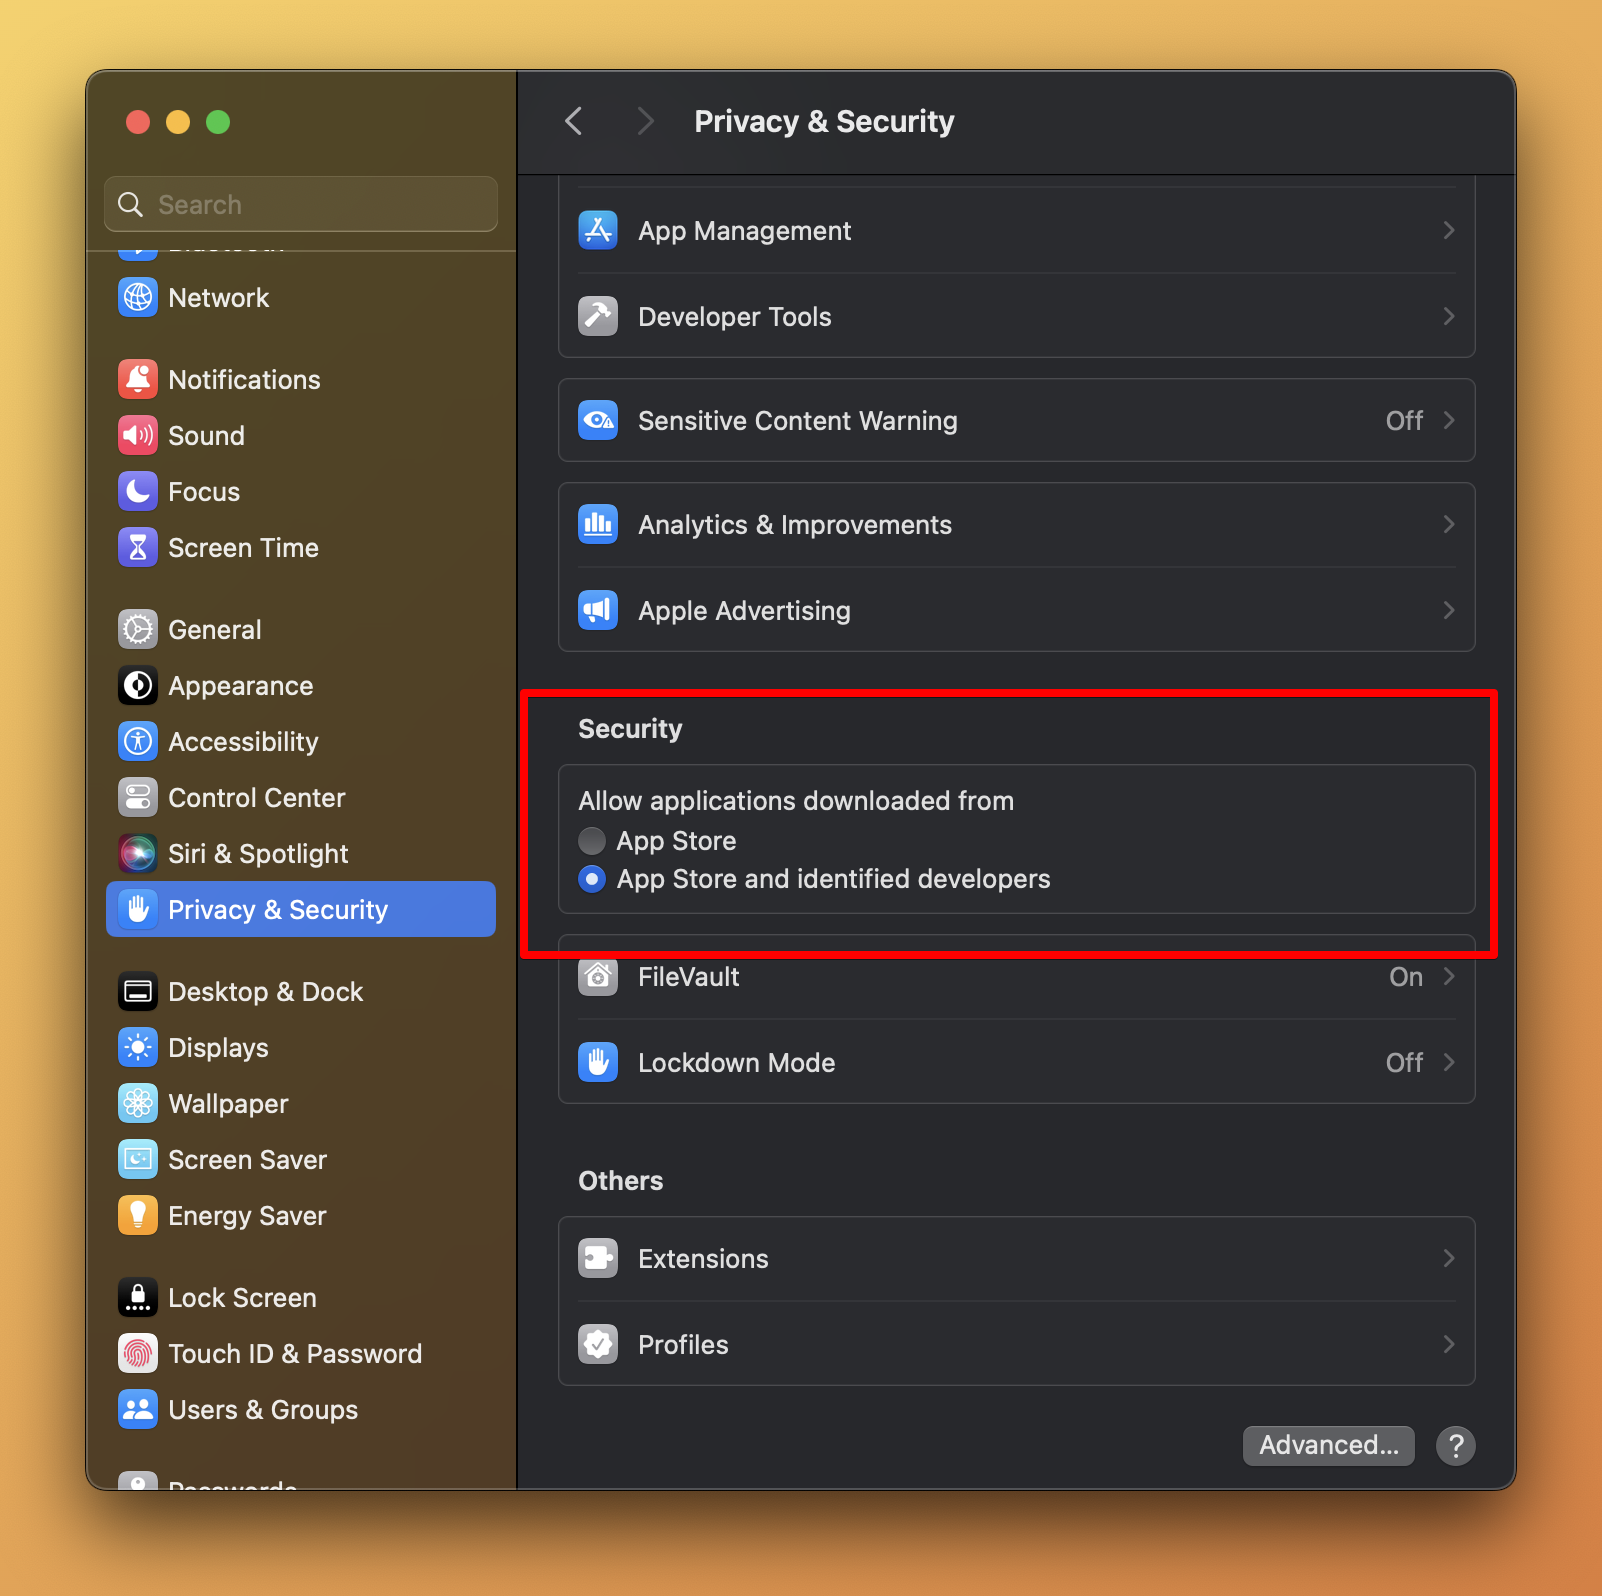 Privacy & Security
Search
Bluetooth
Network
Notifications
Sound
Focus
Screen Time
General
Appearance
Accessibility
Control Center
Siri & Spotlight
Privacy & Security
Desktop & Dock
Displays
Wallpaper
Screen Saver
Energy Saver
Lock Screen
Touch ID & Password
Users & Groups
Passwords
App Management
Developer Tools
Sensitive Content Warning Off
Analytics & Improvements
Apple Advertising
Security
Allow applications downloaded from
App Store
App Store and identified developers
FileVault On
Lockdown Mode Off
Others
Extensions
Profiles
Advanced... ?